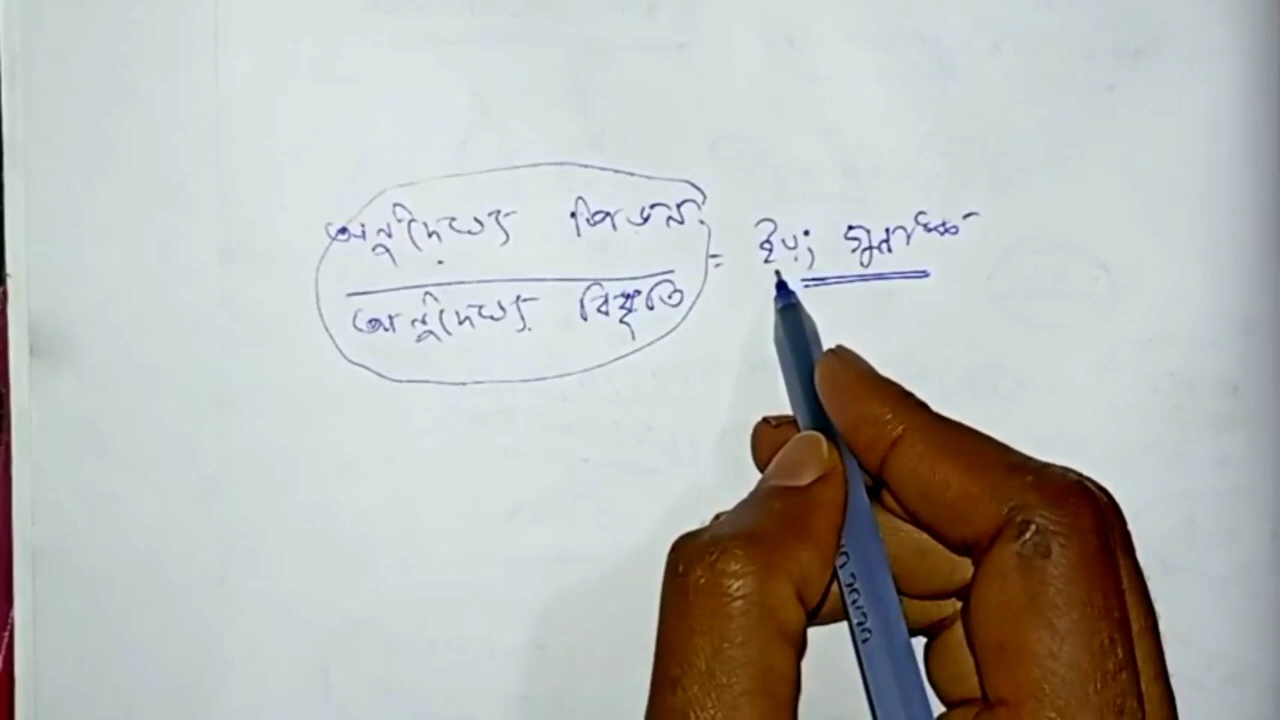 অনুদৈর্ঘ্য পীড়ন
অনুদৈর্ঘ্য বিকৃতি
= ইয়ং গুণাঙ্ক